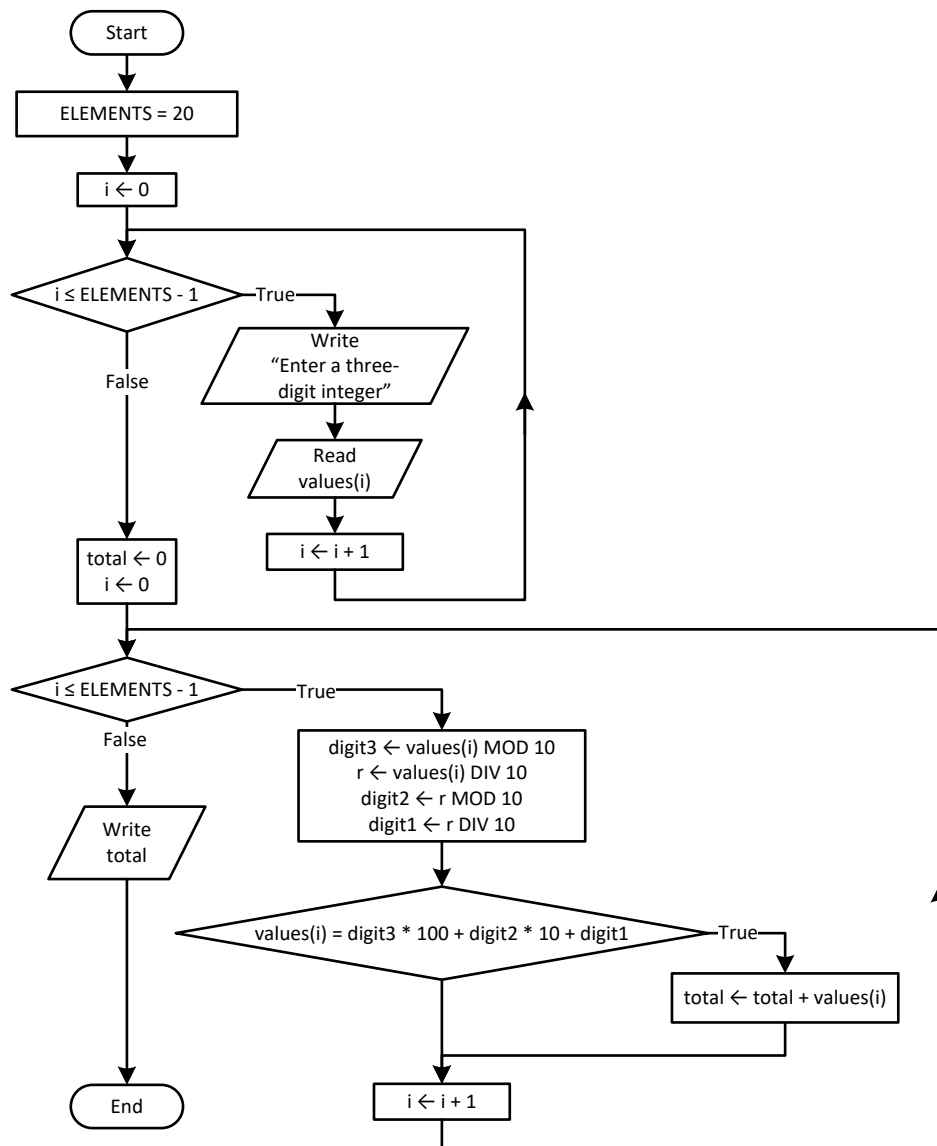 Start
ELEMENTS = 20
i ← 0
i ≤ ELEMENTS - 1
True
Write
“Enter a three-
digit integer”
False
Read
values(i)
i ← i + 1
total ← 0
i ← 0
i ≤ ELEMENTS - 1
True
False
digit3 ← values(i) MOD 10
r ← values(i) DIV 10
digit2 ← r MOD 10
digit1 ← r DIV 10
Write
total
values(i) = digit3 * 100 + digit2 * 10 + digit1
True
total ← total + values(i)
i ← i + 1
End